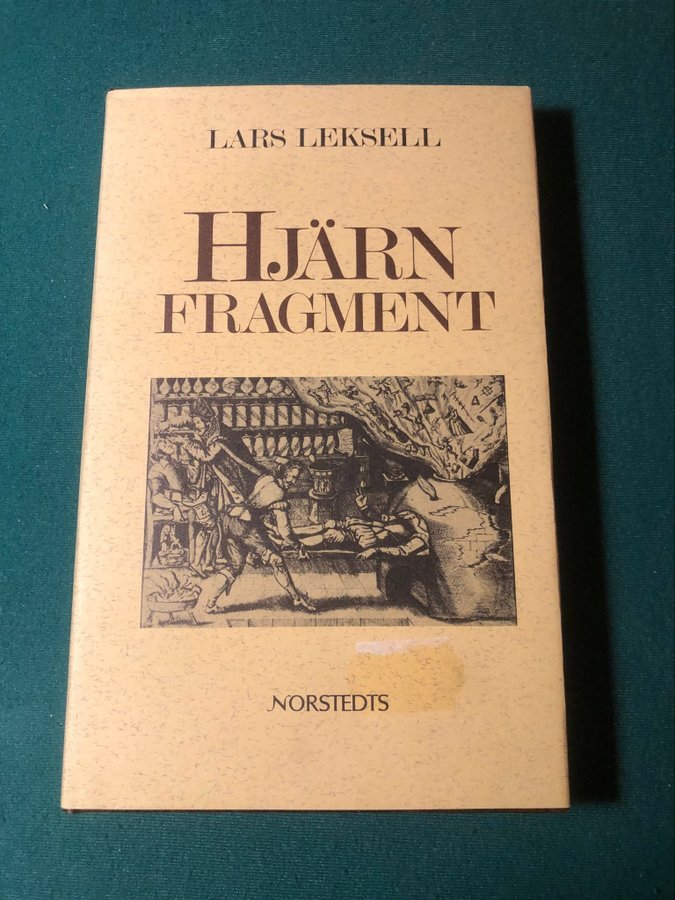 LARS LEKSELL
HJÄRN
FRAGMENT
NORSTEDTS